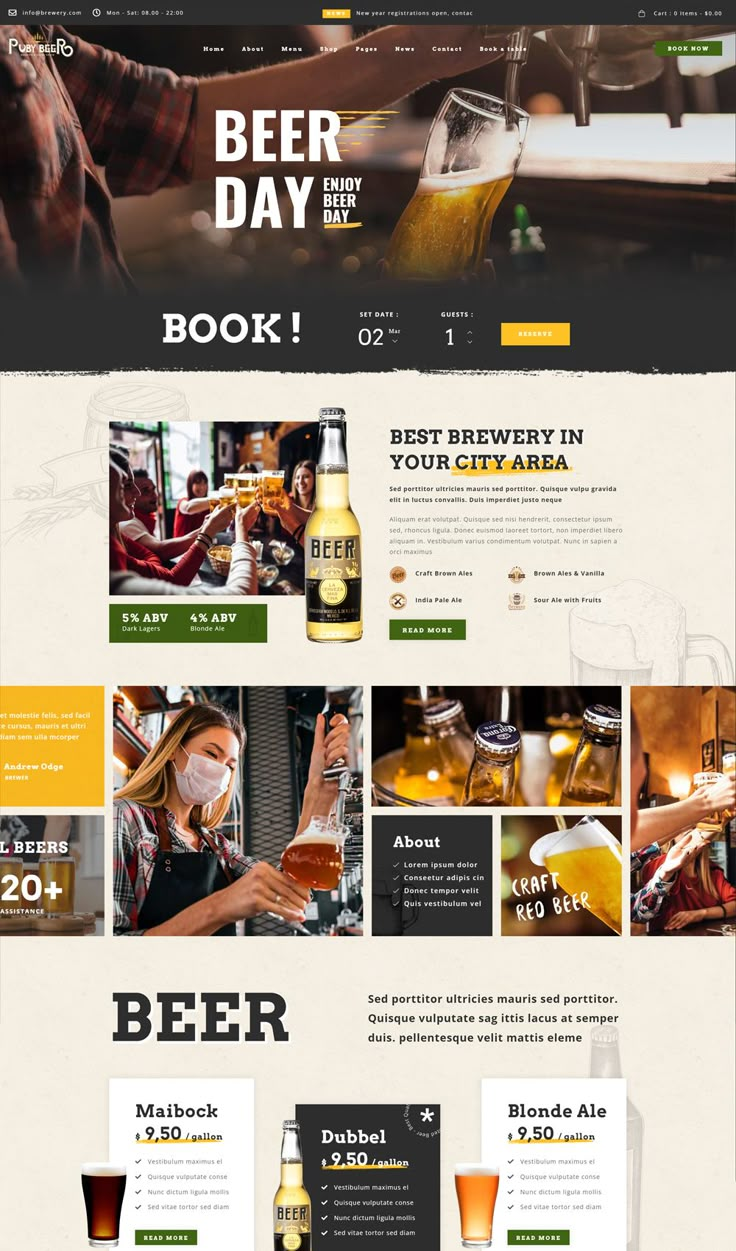 info@brewery.com
Mon - Sat: 08.00 - 22:00
NEWS
New year registrations open, contac
Cart : 0 Items - $0.00
PUBY BEER
Home About Menu Shop Pages News Contact Book a table
BOOK NOW
BEER
DAY
ENJOY
BEER
DAY
BOOK !
SET DATE :
02 Mar
GUESTS :
1
RESERVE
BEER
LA
CERVEZA
MAS
FINA
5% ABV
Dark Lagers
4% ABV
Blonde Ale
BEST BREWERY IN
YOUR CITY AREA
Sed porttitor ultricies mauris sed porttitor. Quisque vulpu gravida
elit in luctus convallis. Duis imperdiet justo neque
Aliquam erat volutpat. Quisque sed nisi hendrerit, consectetur ipsum
sed, rhoncus ligula. Donec euismod laoreet tortort, non imperdiet libero
aliquam in. Vestibulum varius condimentum volutpat. Nunc in sapien a
orci maximus
Craft Brown Ales
Brown Ales & Vanilla
India Pale Ale
Sour Ale with Fruits
READ MORE
et molestie felis, sed facil
e cursus, mauris et ultri
diam sem ulla mcorper
Andrew Odge
BREWER
L BEERS
20+
ASSISTANCE
Corona
Extra
About
Lorem ipsum dolor
Conseetur adipis cin
Donec tempor velit
Quis vestibulum vel
CRAFT
RED BEER
BEER
Sed porttitor ultricies mauris sed porttitor.
Quisque vulputate sag ittis lacus at semper
duis. pellentesque velit mattis eleme
Maibock
$ 9,50 / gallon
Vestibulum maximus el
Quisque vulputate conse
Nunc dictum ligula mollis
Sed vitae tortor sed diam
READ MORE
BEER
Dubbel
$ 9,50 / gallon
Vestibulum maximus el
Quisque vulputate conse
Nunc dictum ligula mollis
Sed vitae tortor sed diam
Blonde Ale
$ 9,50 / gallon
Vestibulum maximus el
Quisque vulputate conse
Nunc dictum ligula mollis
Sed vitae tortor sed diam
READ MORE